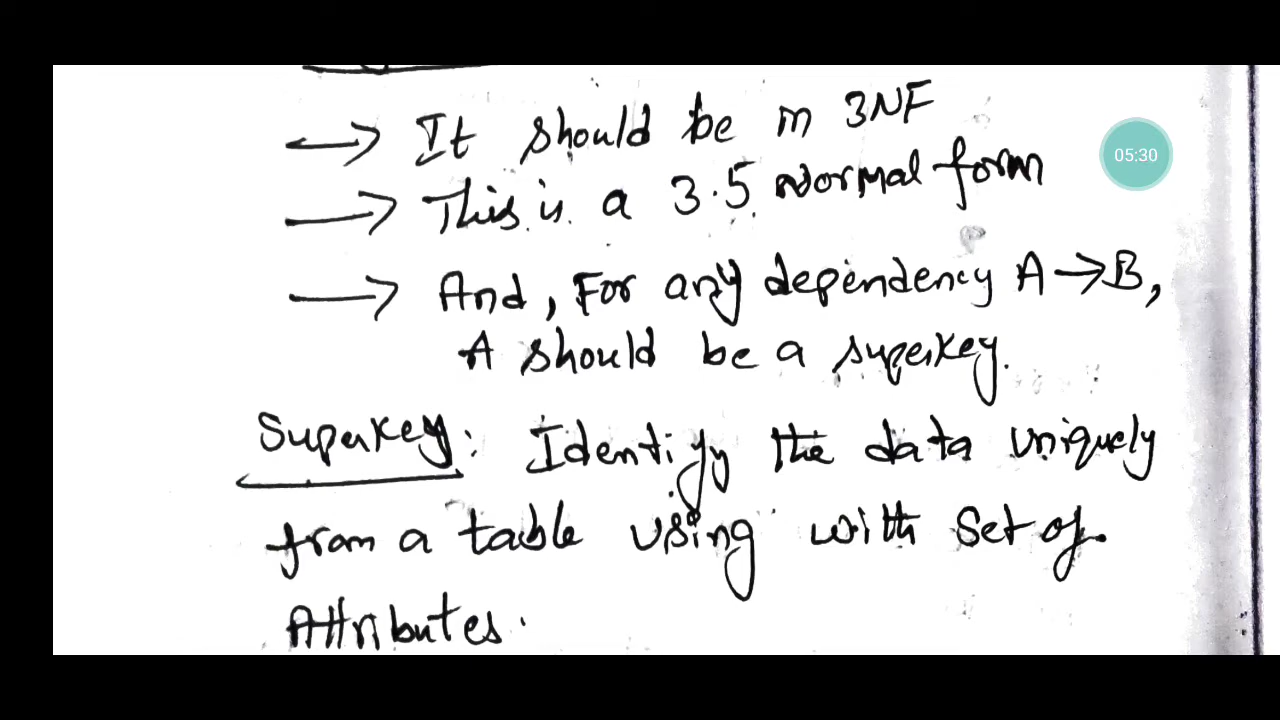 → It should be in 3NF
→ This is a 3.5 Normal form
→ And, For any dependency A→B,
A should be a superkey.
Superkey: Identify the data uniquely
from a table using with set of
Attributes.
05:30